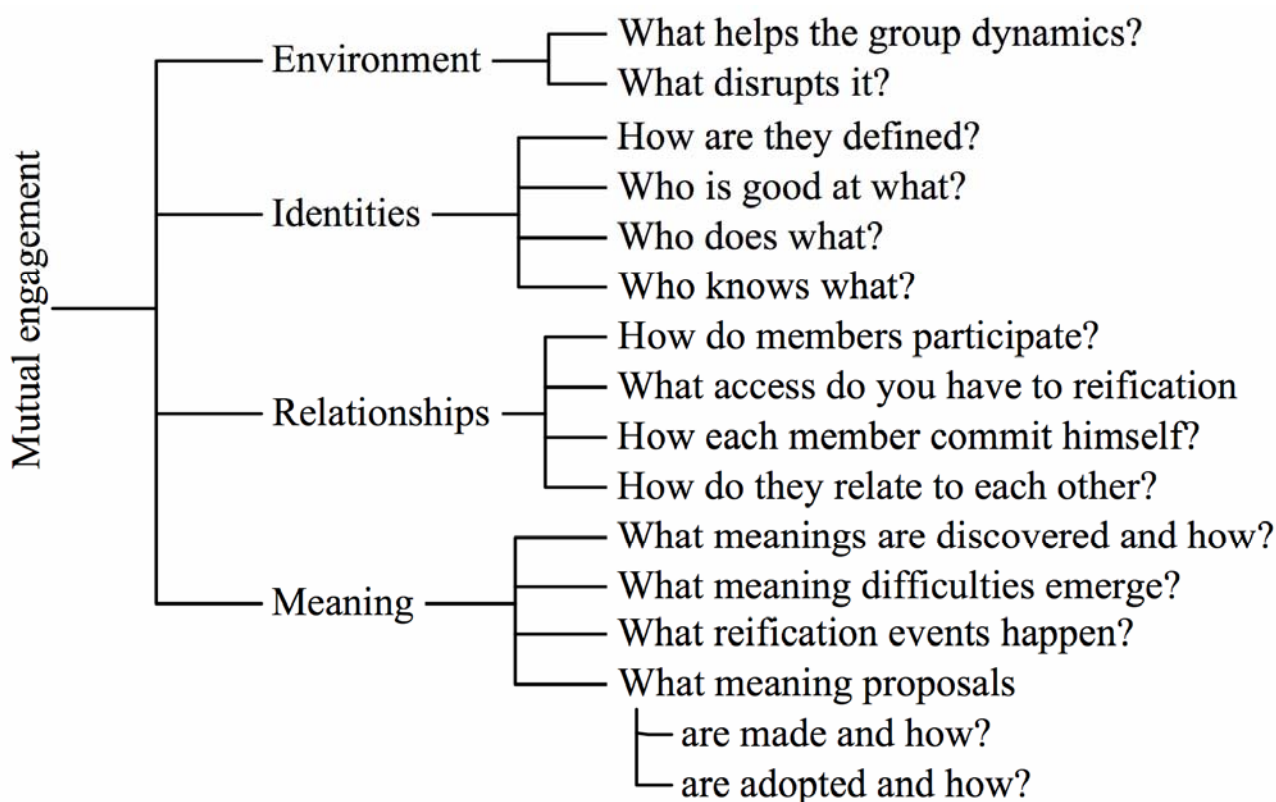 Mutual engagement
Environment
What helps the group dynamics?
What disrupts it?
Identities
How are they defined?
Who is good at what?
Who does what?
Who knows what?
Relationships
How do members participate?
What access do you have to reification
How each member commit himself?
How do they relate to each other?
Meaning
What meanings are discovered and how?
What meaning difficulties emerge?
What reification events happen?
What meaning proposals
are made and how?
are adopted and how?